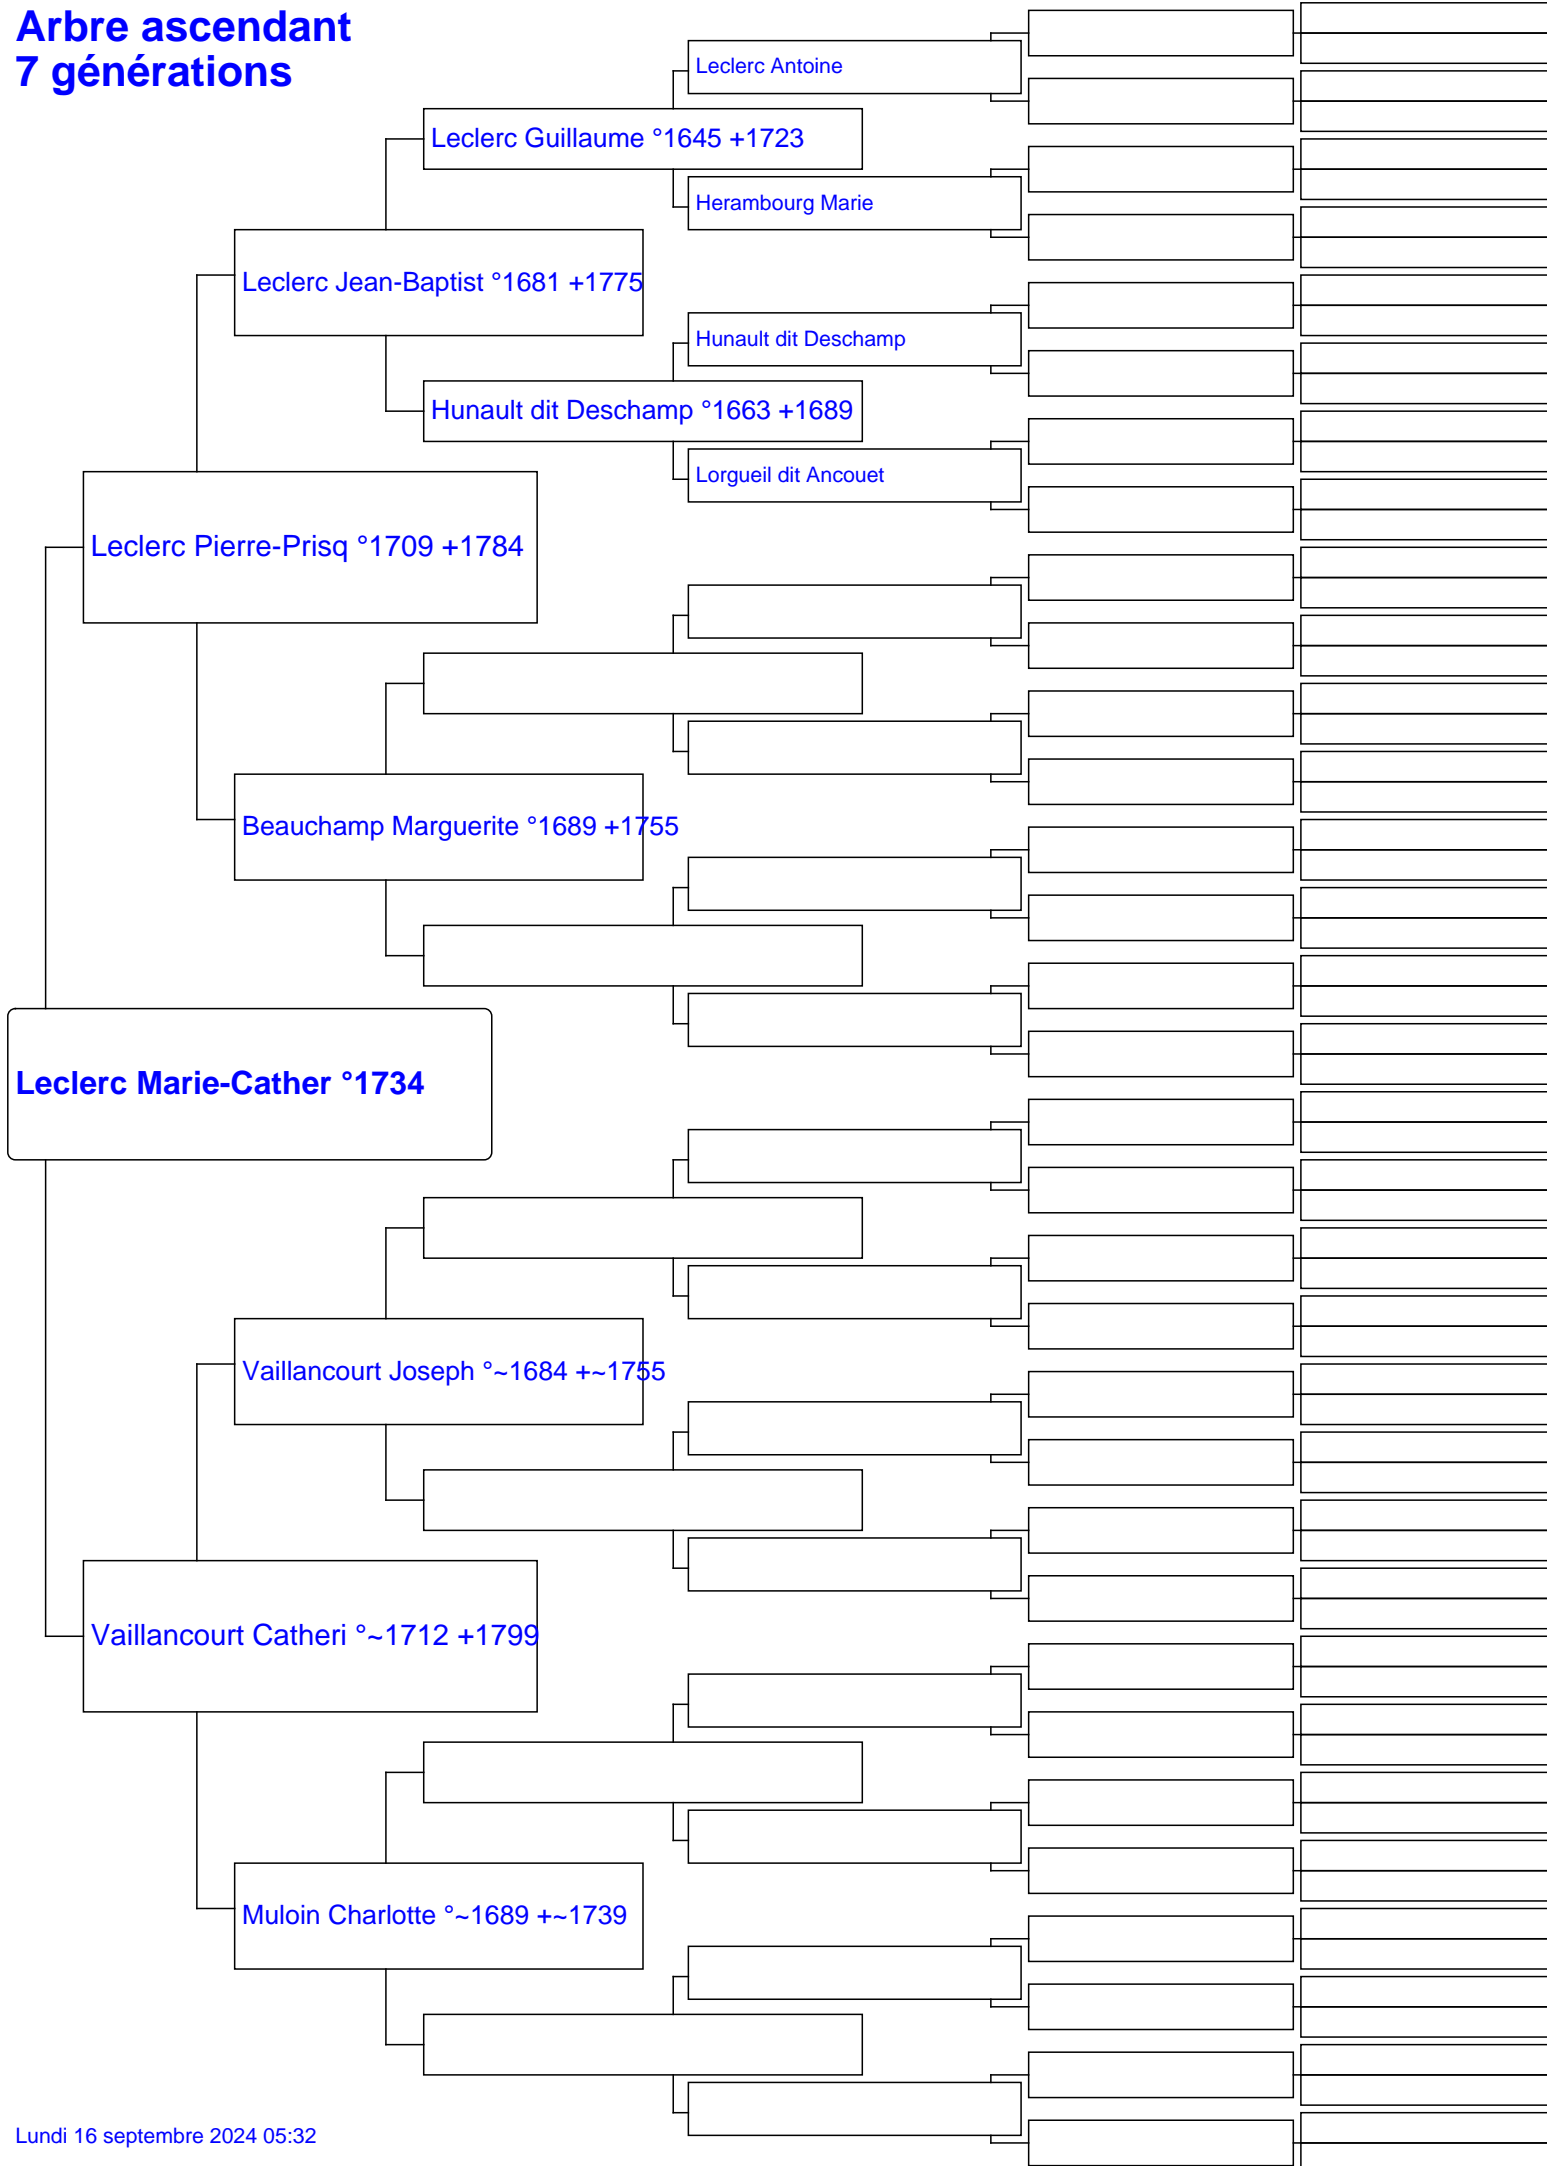 Arbre ascendant
7 générations
Leclerc Antoine
Leclerc Guillaume °1645 +1723
Herambourg Marie
Leclerc Jean-Baptist °1681 +1775
Hunault dit Deschamp
Hunault dit Deschamp °1663 +1689
Lorgueil dit Ancouet
Leclerc Pierre-Prisq °1709 +1784
Beauchamp Marguerite °1689 +1755
Leclerc Marie-Cather °1734
Vaillancourt Joseph °~1684 +~1755
Vaillancourt Catheri °~1712 +1799
Muloin Charlotte °~1689 +~1739
Lundi 16 septembre 2024 05:32